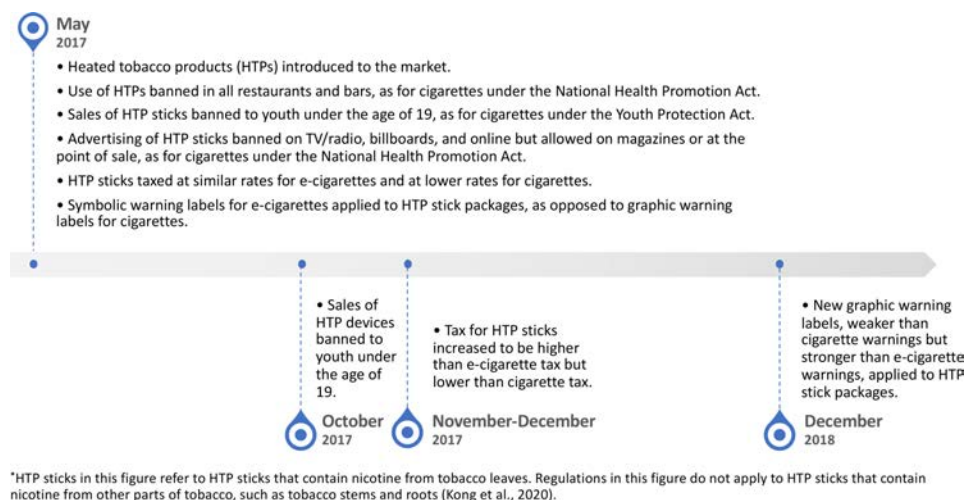 May
2017
• Heated tobacco products (HTPs) introduced to the market.
• Use of HTPs banned in all restaurants and bars, as for cigarettes under the National Health Promotion Act.
• Sales of HTP sticks banned to youth under the age of 19, as for cigarettes under the Youth Protection Act.
• Advertising of HTP sticks banned on TV/radio, billboards, and online but allowed on magazines or at the
point of sale, as for cigarettes under the National Health Promotion Act.
• HTP sticks taxed at similar rates for e-cigarettes and at lower rates for cigarettes.
• Symbolic warning labels for e-cigarettes applied to HTP stick packages, as opposed to graphic warning
labels for cigarettes.
• Sales of
HTP devices
banned to
youth under
the age of
19.
October
2017
• Tax for HTP sticks
increased to be higher
than e-cigarette tax but
lower than cigarette tax.
November-December
2017
• New graphic warning
labels, weaker than
cigarette warnings but
stronger than e-cigarette
warnings, applied to HTP
stick packages.
December
2018
*HTP sticks in this figure refer to HTP sticks that contain nicotine from tobacco leaves. Regulations in this figure do not apply to HTP sticks that contain
nicotine from other parts of tobacco, such as tobacco stems and roots (Kong et al., 2020).